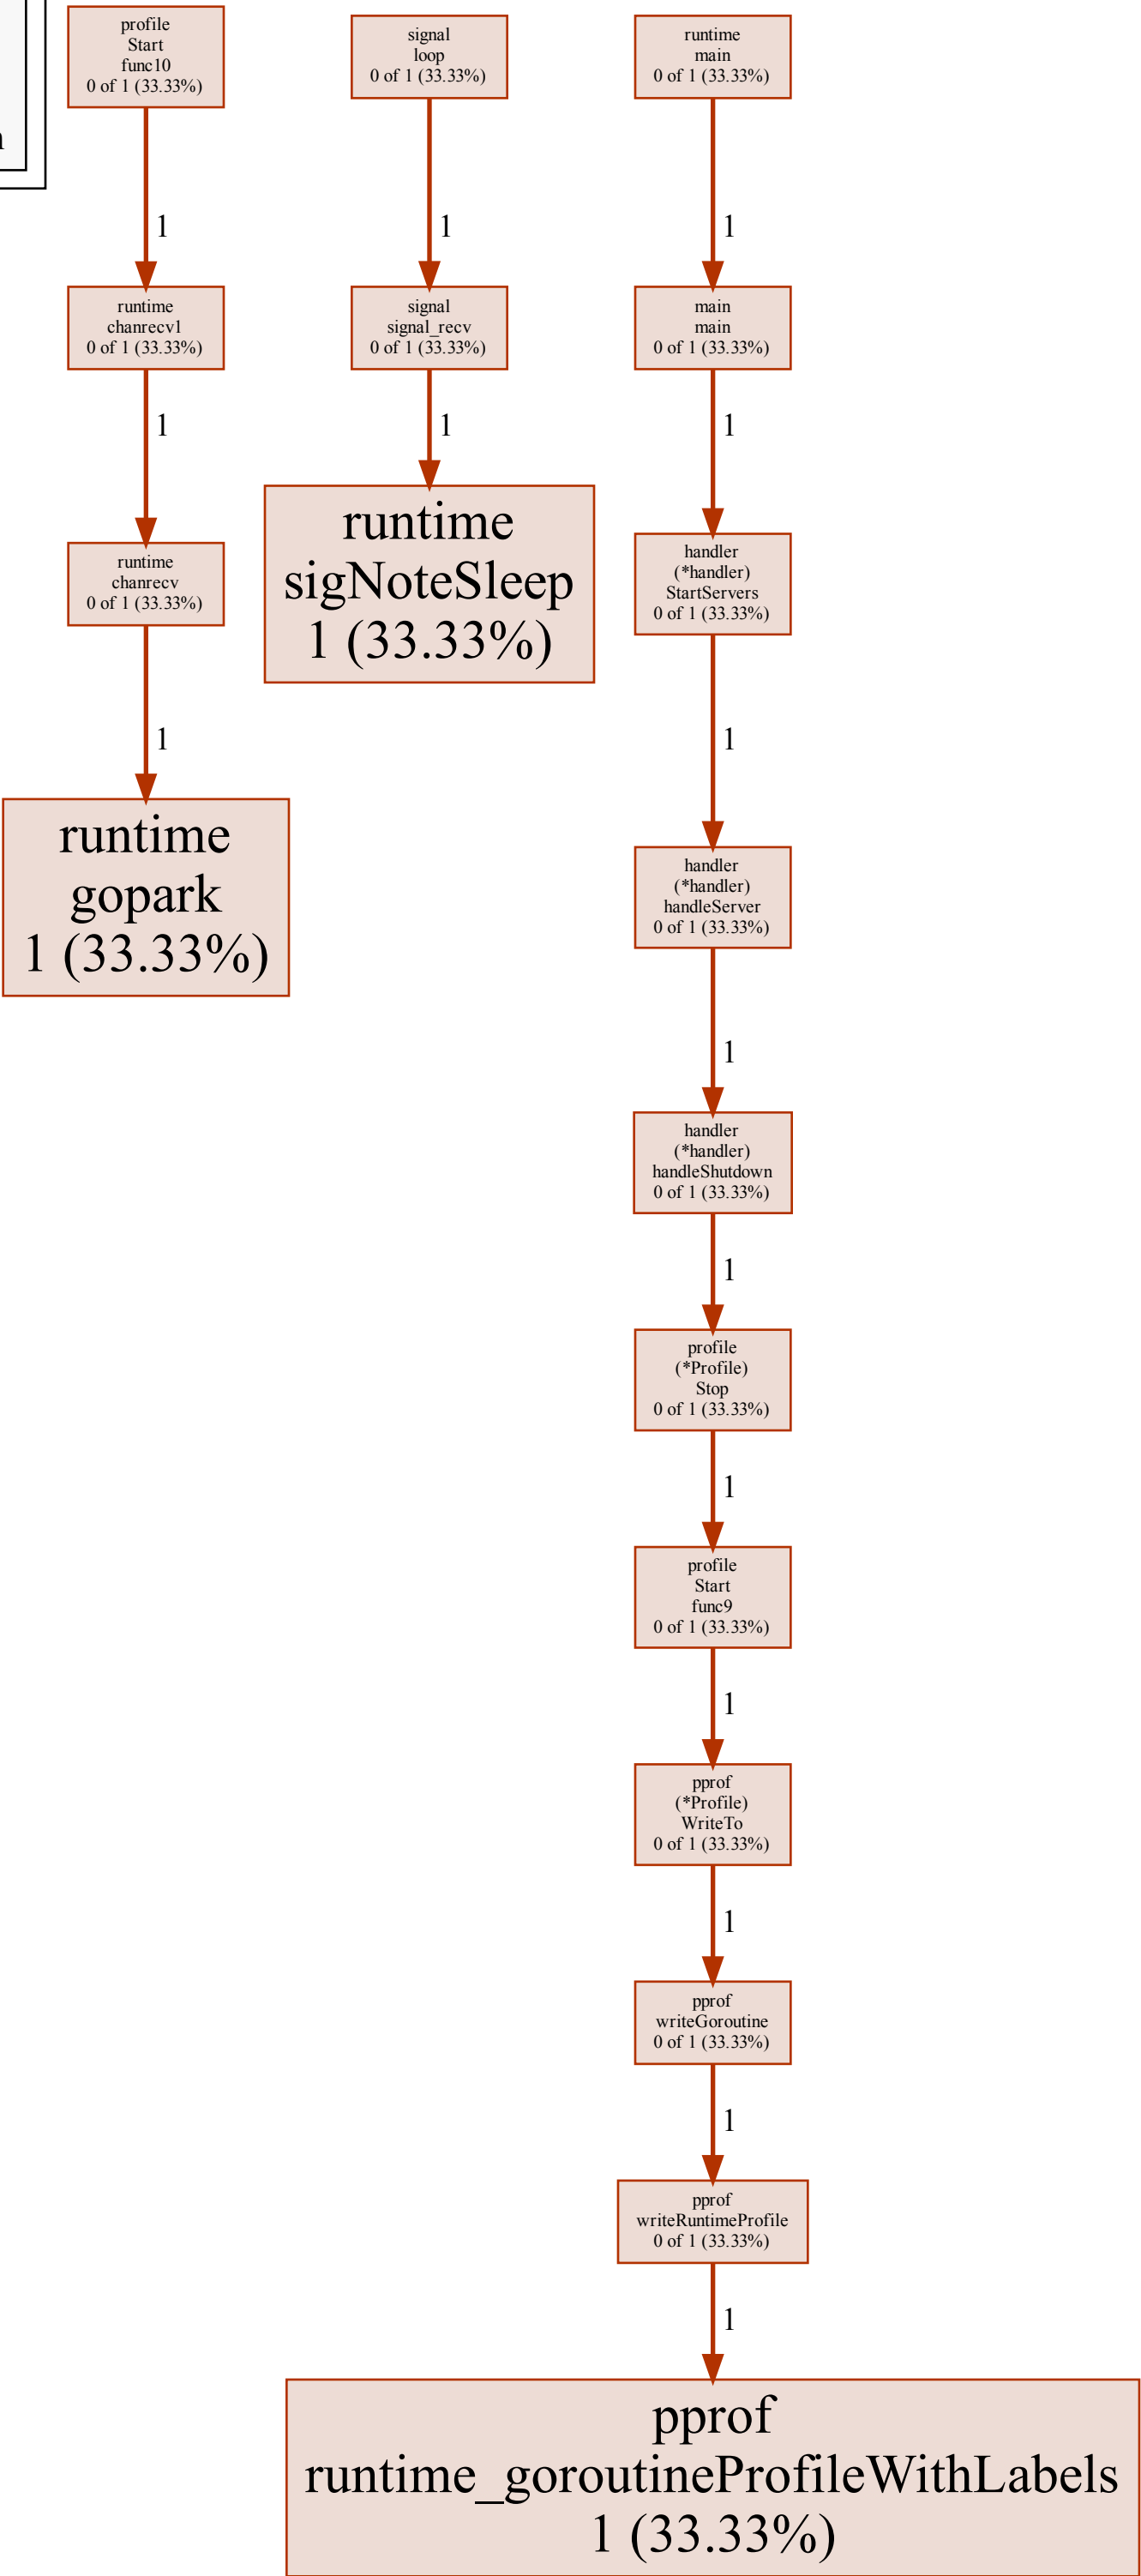 profile
Start
func10
0 of 1 (33.33%)
1
runtime
chanrecv1
0 of 1 (33.33%)
1
runtime
chanrecv
0 of 1 (33.33%)
1
runtime
gopark
1 (33.33%)
signal
loop
0 of 1 (33.33%)
1
signal
signal_recv
0 of 1 (33.33%)
1
runtime
sigNoteSleep
1 (33.33%)
runtime
main
0 of 1 (33.33%)
1
main
main
0 of 1 (33.33%)
1
handler
(*handler)
StartServers
0 of 1 (33.33%)
1
handler
(*handler)
handleServer
0 of 1 (33.33%)
1
handler
(*handler)
handleShutdown
0 of 1 (33.33%)
1
profile
(*Profile)
Stop
0 of 1 (33.33%)
1
profile
Start
func9
0 of 1 (33.33%)
1
pprof
(*Profile)
WriteTo
0 of 1 (33.33%)
1
pprof
writeGoroutine
0 of 1 (33.33%)
1
pprof
writeRuntimeProfile
0 of 1 (33.33%)
1
pprof
runtime_goroutineProfileWithLabels
1 (33.33%)